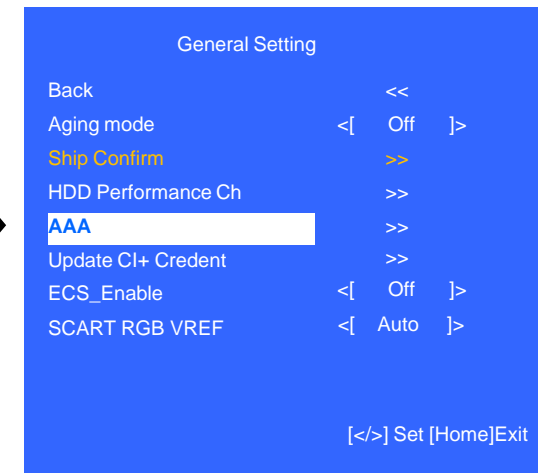 General Setting
Back <<
Aging mode <[ Off ]>
Ship Confirm >>
HDD Performance Ch >>
AAA >>
Update CI+ Credent >>
ECS_Enable <[ Off ]>
SCART RGB VREF <[ Auto ]>
[</>] Set [Home]Exit